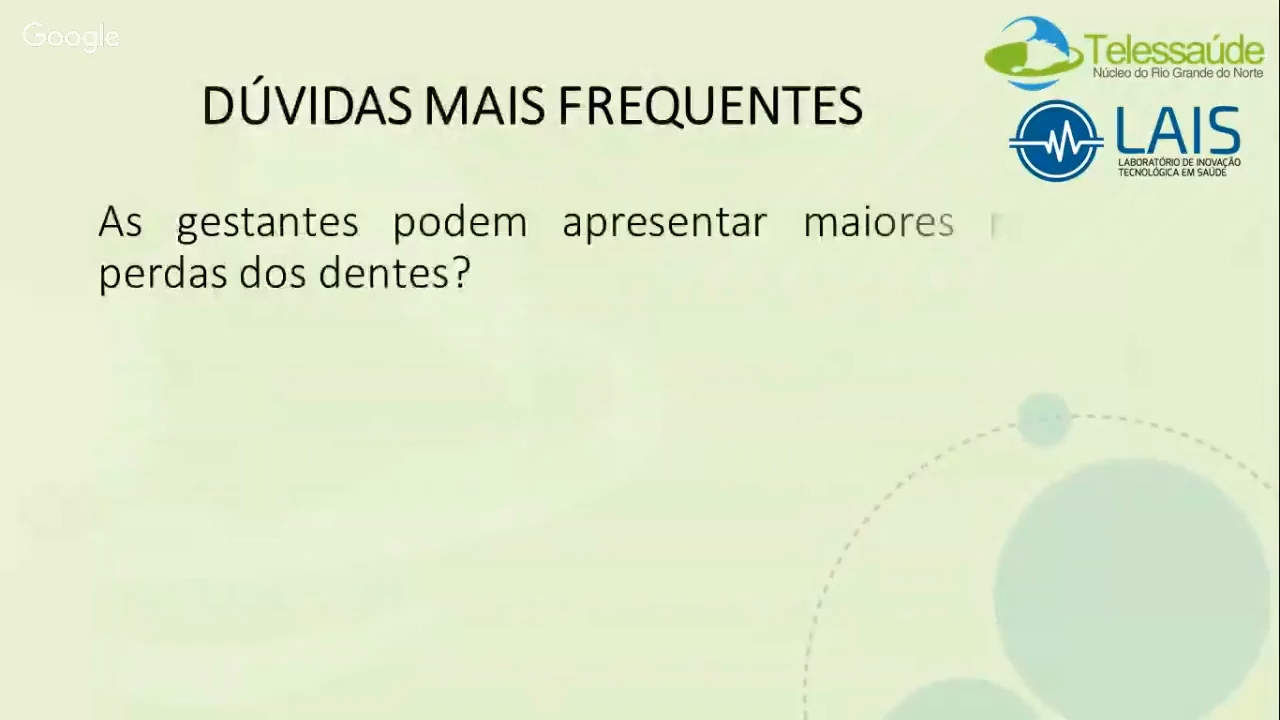 Google
Telessaúde
Núcleo do Rio Grande do Norte
DÚVIDAS MAIS FREQUENTES
LAIS
LABORATÓRIO DE INOVAÇÃO
TECNOLÓGICA EM SAÚDE
As gestantes podem apresentar maiores
perdas dos dentes?